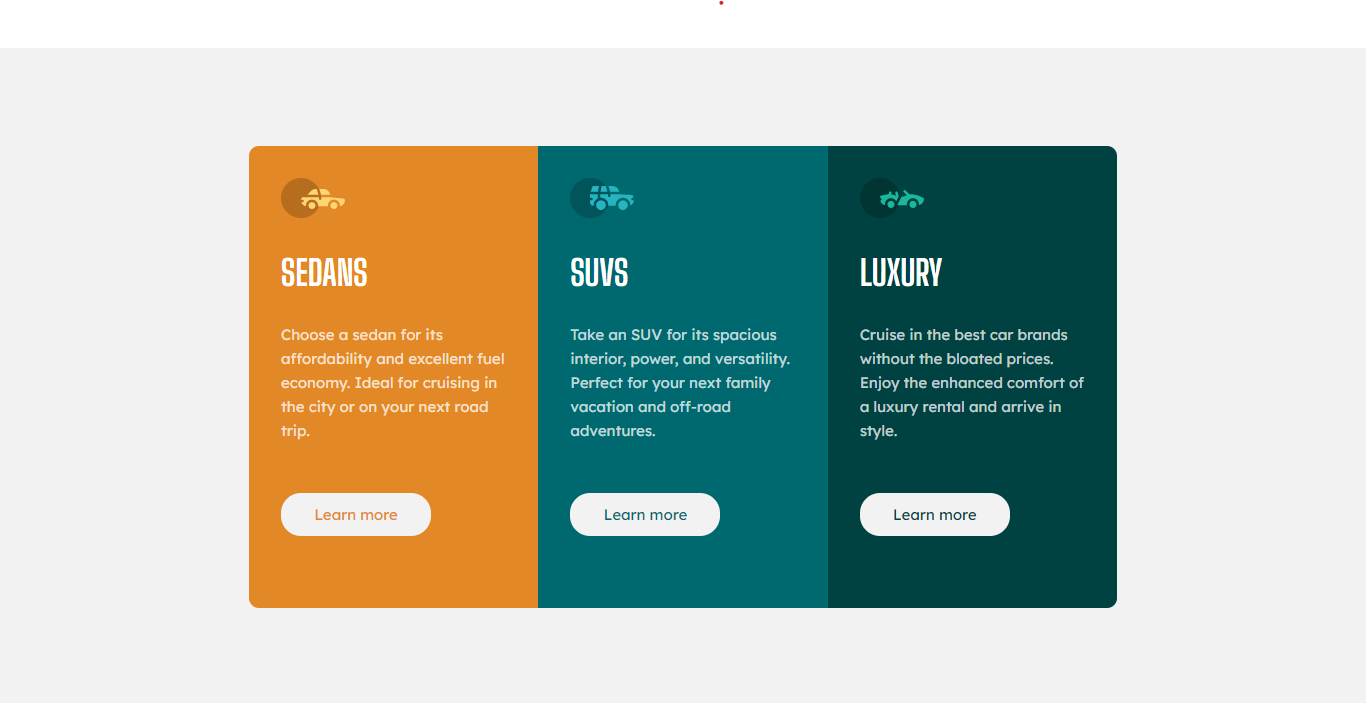 SEDANS
Choose a sedan for its
affordability and excellent fuel
economy. Ideal for cruising in
the city or on your next road
trip.
Learn more
SUVS
Take an SUV for its spacious
interior, power, and versatility.
Perfect for your next family
vacation and off-road
adventures.
Learn more
LUXURY
Cruise in the best car brands
without the bloated prices.
Enjoy the enhanced comfort of
a luxury rental and arrive in
style.
Learn more